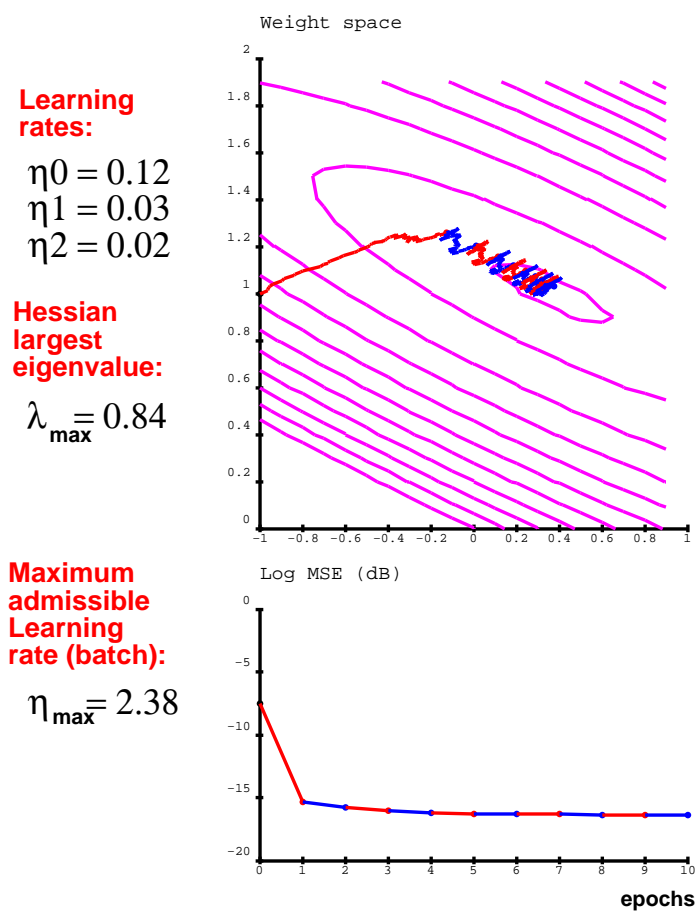 Weight space
Learning
rates:
η0 = 0.12
η1 = 0.03
η2 = 0.02
Hessian
largest
eigenvalue:
λmax = 0.84
2
1.8
1.6
1.4
1.2
1
0.8
0.6
0.4
0.2
0
-1 -0.8 -0.6 -0.4 -0.2 0 0.2 0.4 0.6 0.8 1
Maximum
admissible
Learning
rate (batch):
ηmax = 2.38
Log MSE (dB)
0
-5
-10
-15
-20
0 1 2 3 4 5 6 7 8 9 10
epochs